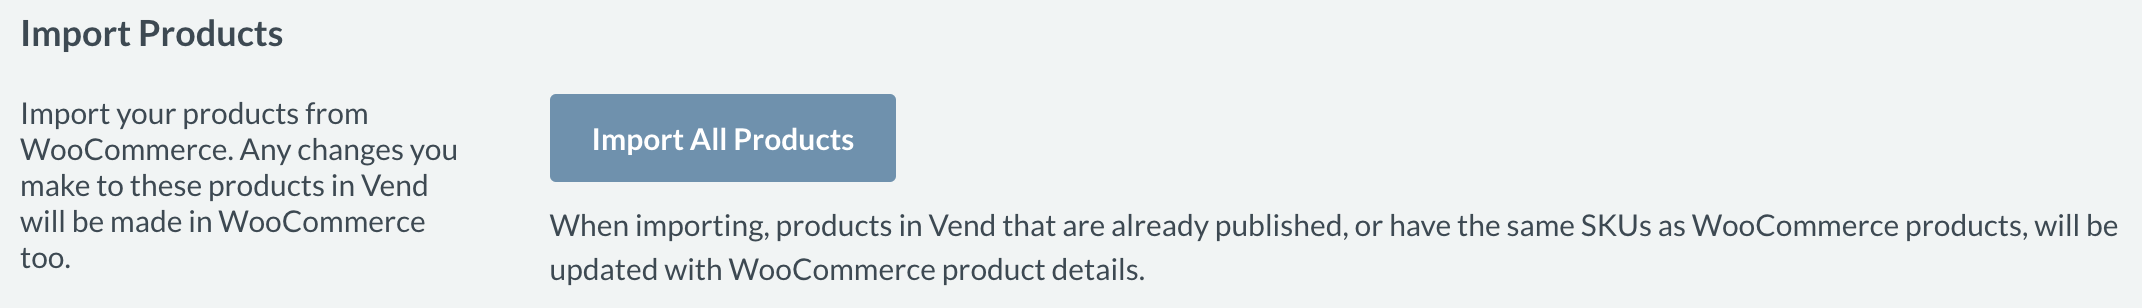 Import Products
Import your products from
WooCommerce. Any changes you
make to these products in Vend
will be made in WooCommerce
too.
Import All Products
When importing, products in Vend that are already published, or have the same SKUs as WooCommerce products, will be
updated with WooCommerce product details.